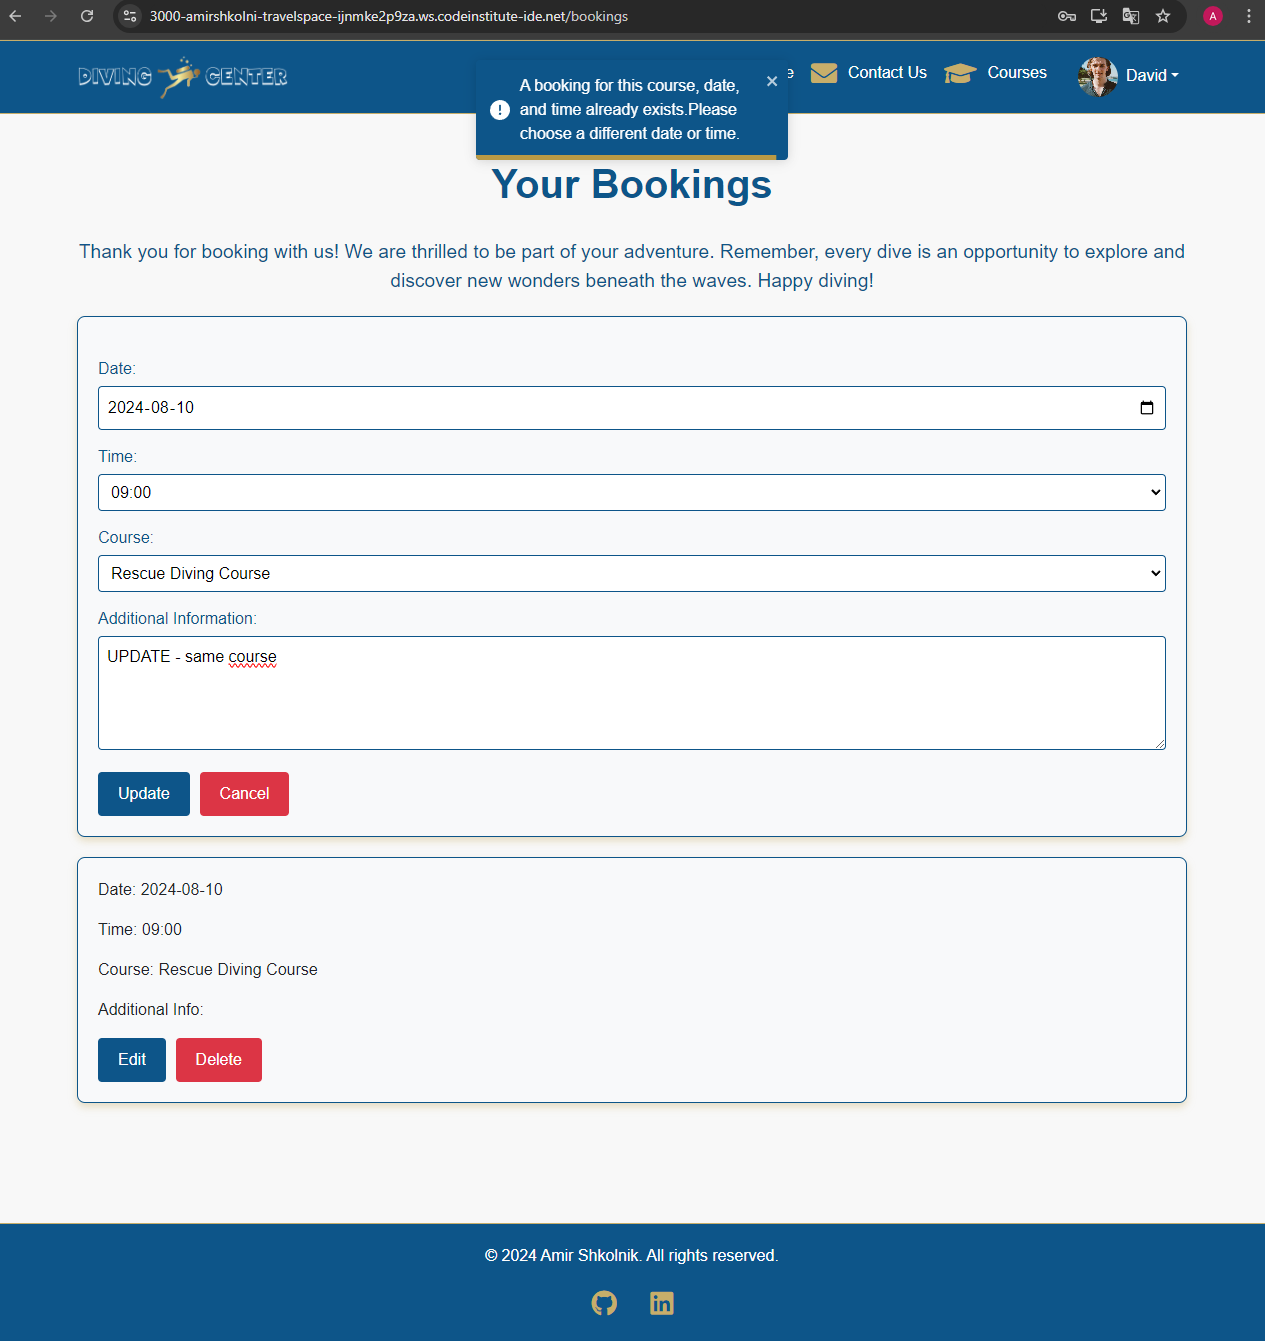 3000-amirshkolni-travelspace-ijnmke2p9za.ws.codeinstitute-ide.net/bookings
A
DIVING CENTER
e
Contact Us
Courses
David
A booking for this course, date,
and time already exists.Please
choose a different date or time.
Your Bookings
Thank you for booking with us! We are thrilled to be part of your adventure. Remember, every dive is an opportunity to explore and
discover new wonders beneath the waves. Happy diving!
Date:
2024-08-10
Time:
09:00
Course:
Rescue Diving Course
Additional Information:
UPDATE - same course
Update
Cancel
Date: 2024-08-10
Time: 09:00
Course: Rescue Diving Course
Additional Info:
Edit
Delete
© 2024 Amir Shkolnik. All rights reserved.